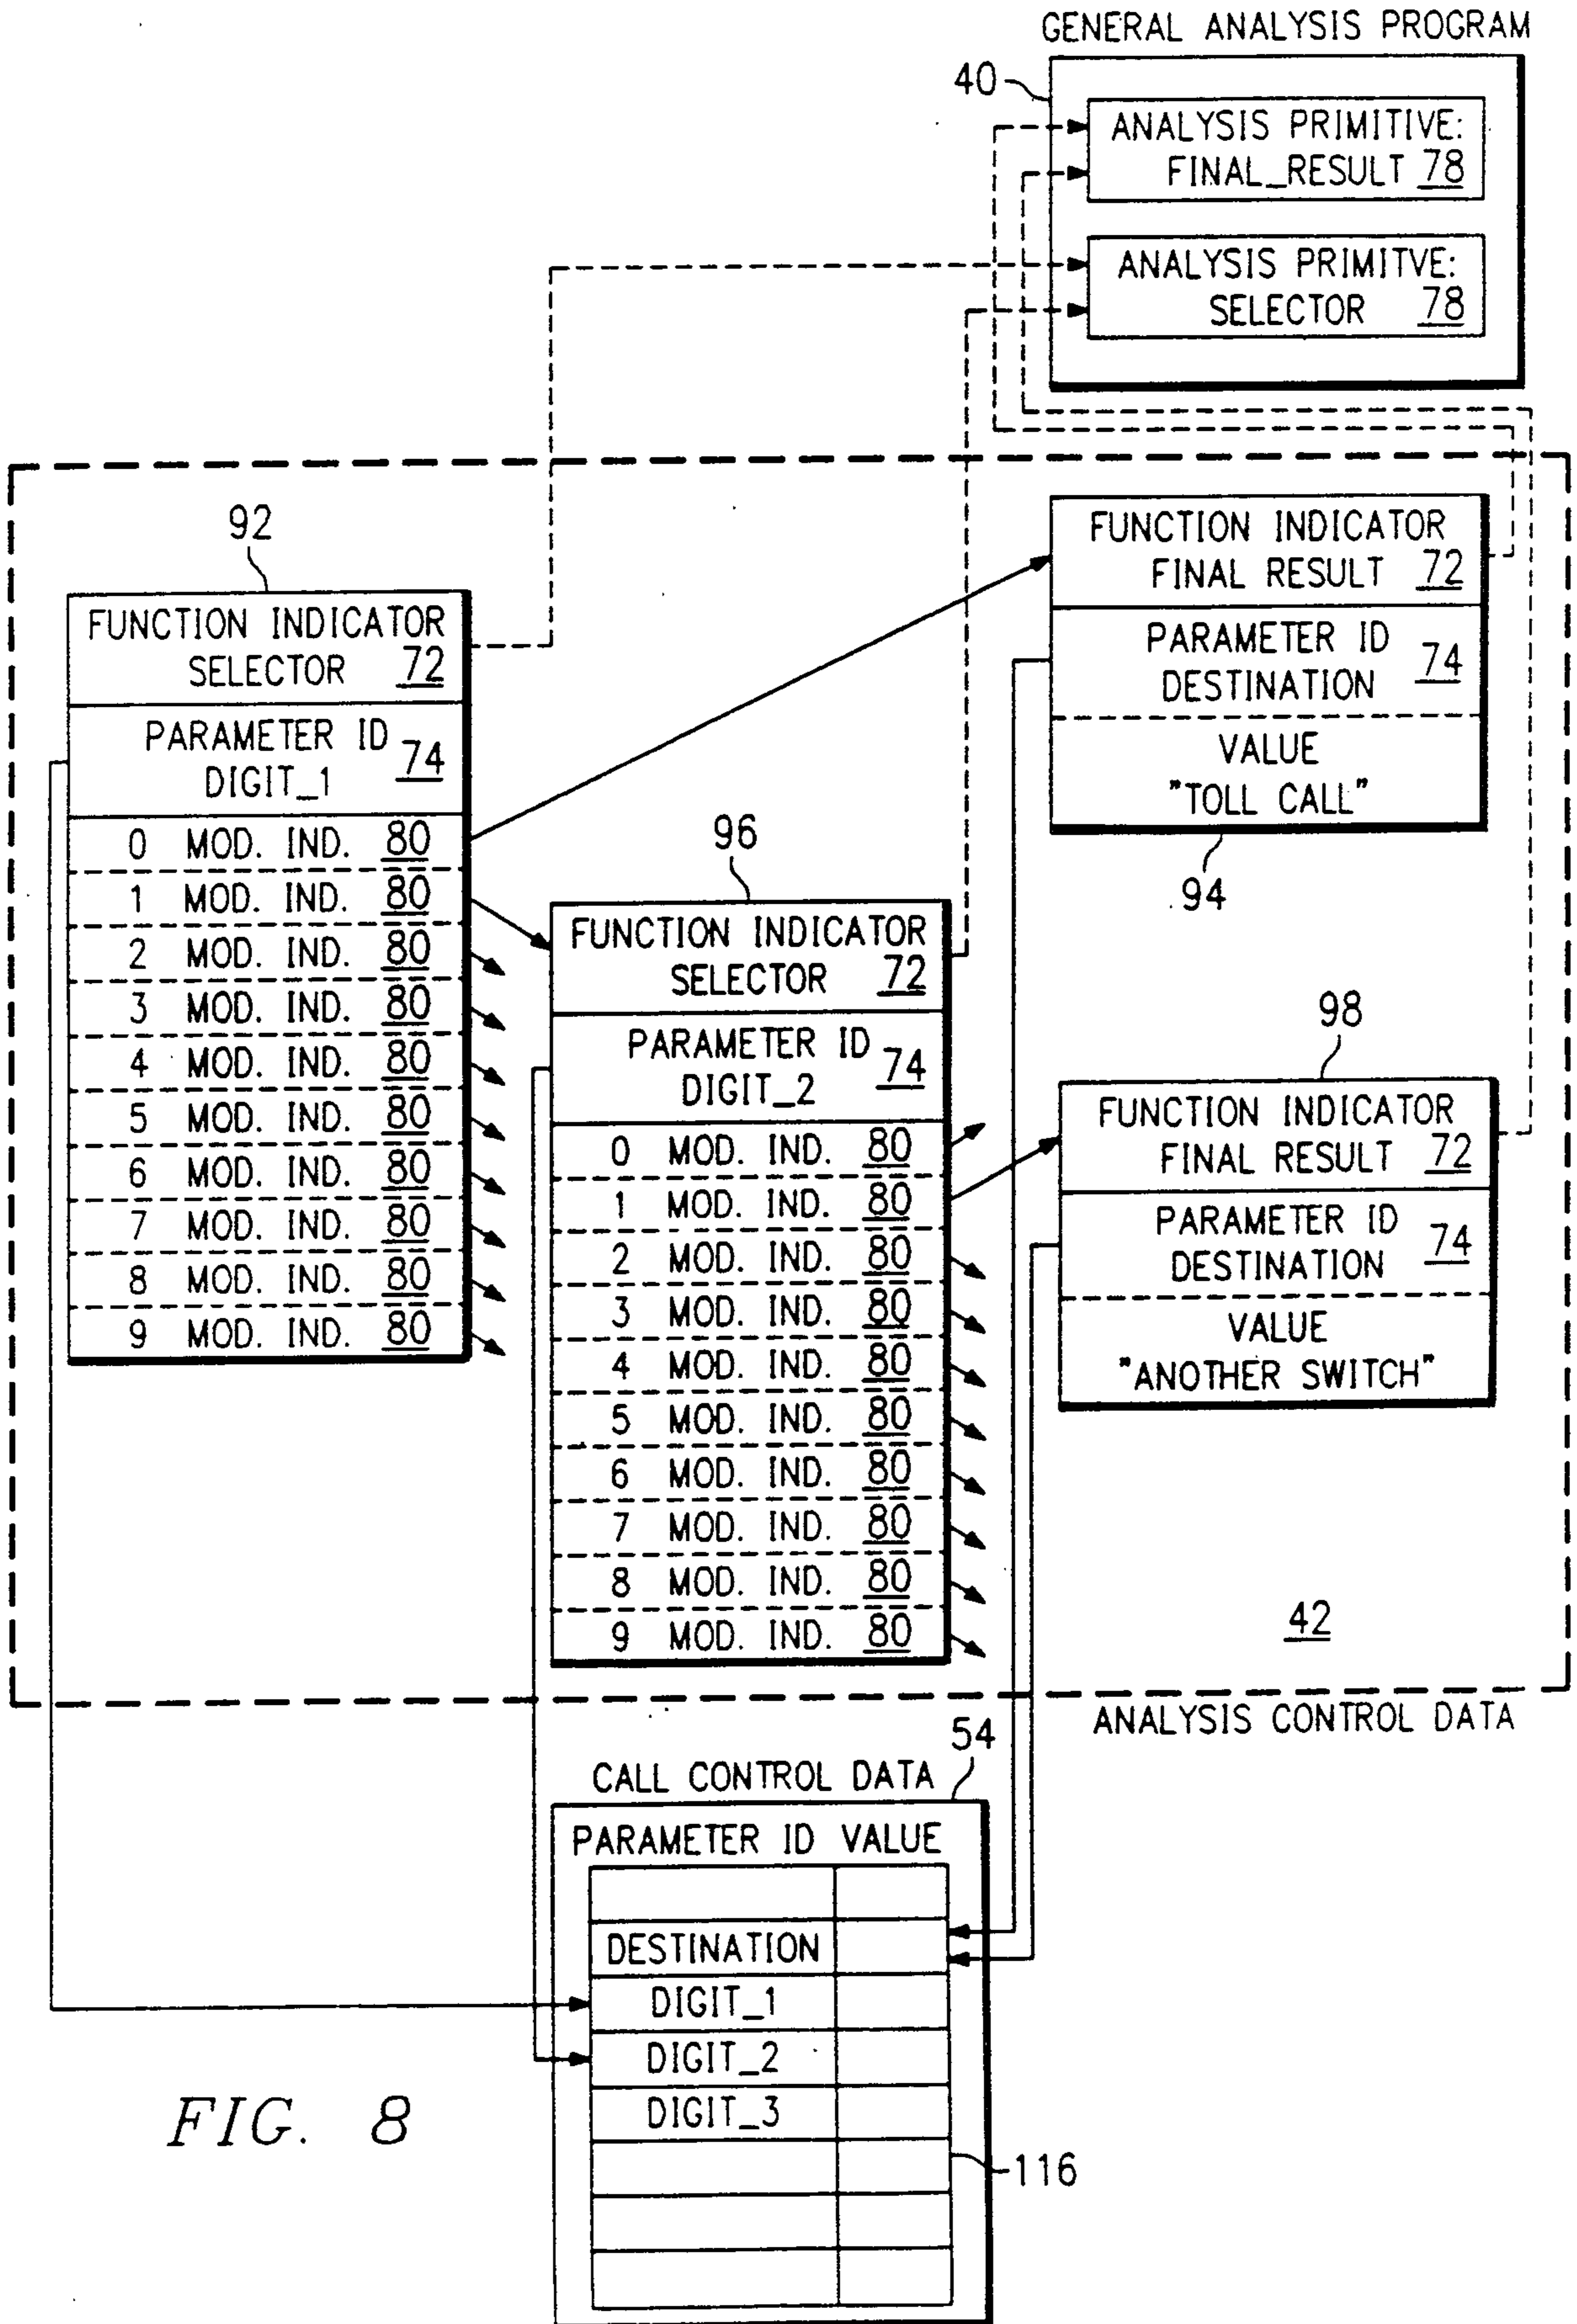 GENERAL ANALYSIS PROGRAM
40
ANALYSIS PRIMITIVE:
FINAL_RESULT 78
ANALYSIS PRIMITVE:
SELECTOR 78
92
FUNCTION INDICATOR
SELECTOR 72
PARAMETER ID 74
DIGIT_1
0 MOD. IND. 80
1 MOD. IND. 80
2 MOD. IND. 80
3 MOD. IND. 80
4 MOD. IND. 80
5 MOD. IND. 80
6 MOD. IND. 80
7 MOD. IND. 80
8 MOD. IND. 80
9 MOD. IND. 80
96
FUNCTION INDICATOR
SELECTOR 72
PARAMETER ID 74
DIGIT_2
0 MOD. IND. 80
1 MOD. IND. 80
2 MOD. IND. 80
3 MOD. IND. 80
4 MOD. IND. 80
5 MOD. IND. 80
6 MOD. IND. 80
7 MOD. IND. 80
8 MOD. IND. 80
9 MOD. IND. 80
FUNCTION INDICATOR
FINAL RESULT 72
PARAMETER ID 74
DESTINATION
VALUE
"TOLL CALL"
94
98
FUNCTION INDICATOR
FINAL RESULT 72
PARAMETER ID 74
DESTINATION
VALUE
"ANOTHER SWITCH"
42
ANALYSIS CONTROL DATA
54
CALL CONTROL DATA
PARAMETER ID VALUE
DESTINATION
DIGIT_1
DIGIT_2
DIGIT_3
116
FIG. 8